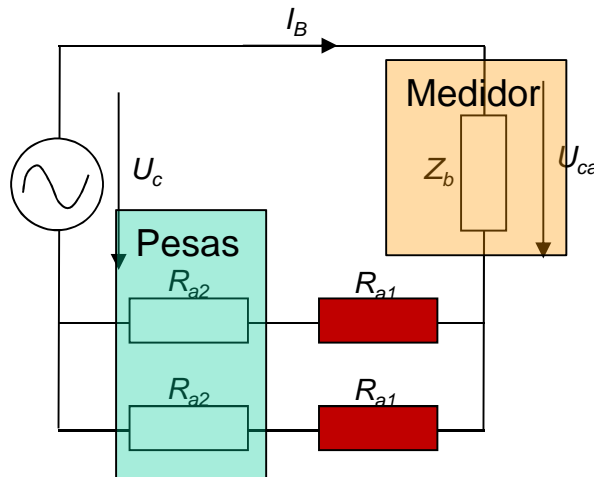 I_B
Medidor
U_c
Z_b
U_ca
Pesas
R_a2
R_a1
R_a2
R_a1